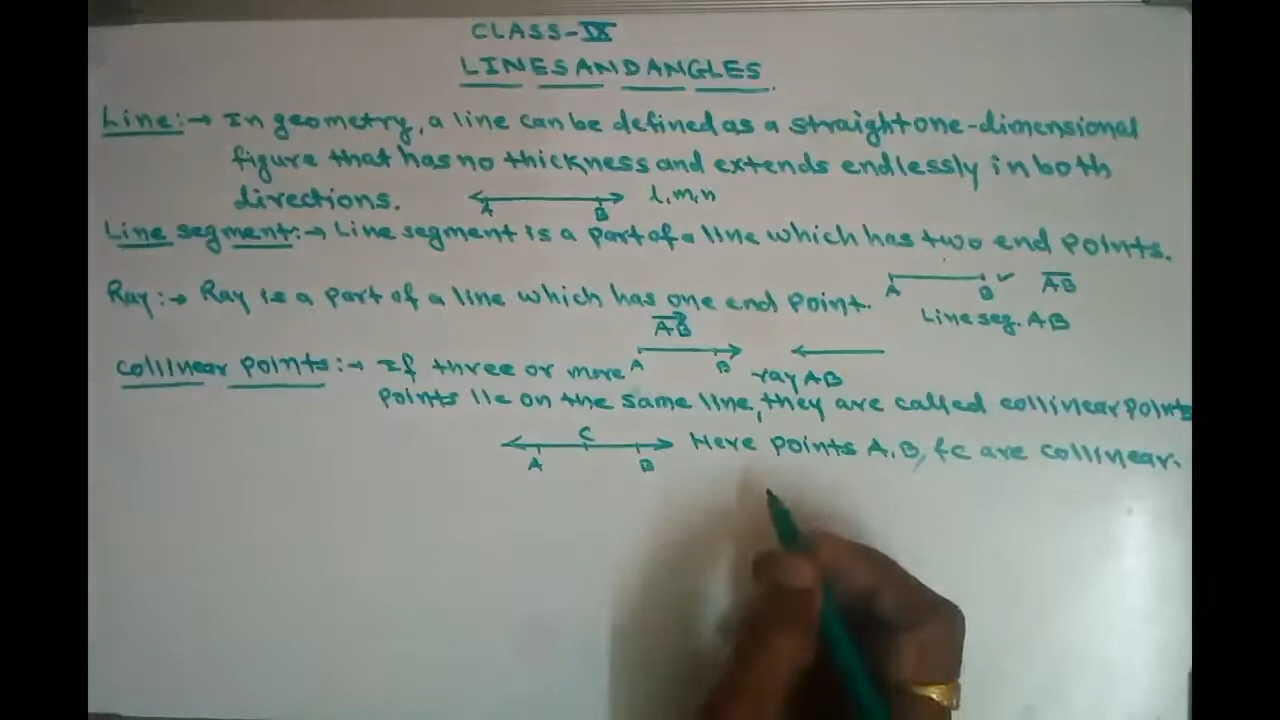 CLASS-IX
LINES AND ANGLES
Line:→ In geometry, a line can be defined as a straight one-dimensional
figure that has no thickness and extends endlessly in both
directions. A B l, m, n
Line segment:→ Line segment is a part of a line which has two end points.
A B ✓ AB
Line seg. AB
Ray:→ Ray is a part of a line which has one end point.
AB
A B
ray AB
Collinear points:→ If three or more
points lie on the same line, they are called collinear points
A C B Here points A, B, & C are collinear.